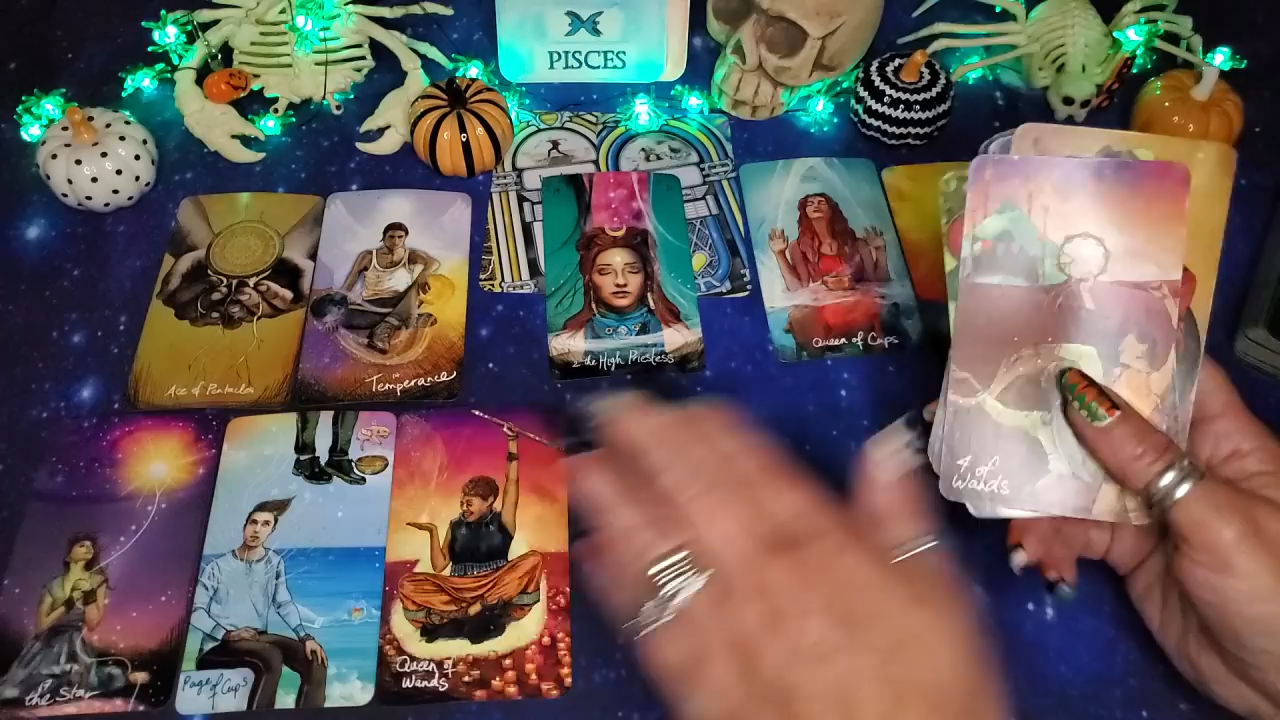 PISCES
Ace of Pentacles
14
Temperance
2 the High Priestess
Queen of Cups
4 of
Wands
the Star
Page of Cups
Queen of
Wands